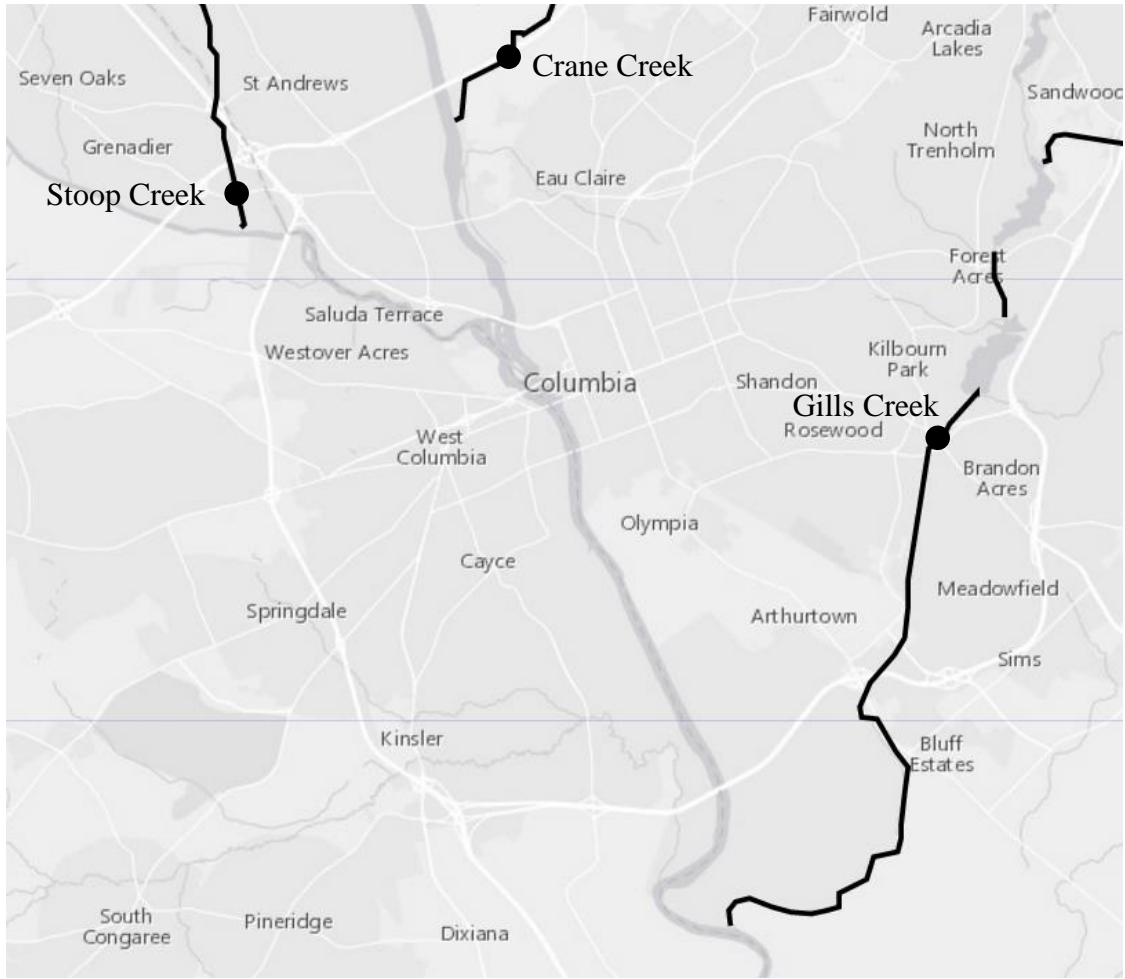 Fairwold
Arcadia
Lakes
Crane Creek
Seven Oaks
St Andrews
Sandwood
North
Trenholm
Grenadier
Eau Claire
Stoop Creek
Forest
Acres
Saluda Terrace
Westover Acres
Kilbourn
Park
Columbia
Shandon
Gills Creek
Rosewood
West
Columbia
Brandon
Acres
Olympia
Cayce
Meadowfield
Springdale
Arthurtown
Sims
Kinsler
Bluff
Estates
South
Congaree
Pineridge
Dixiana